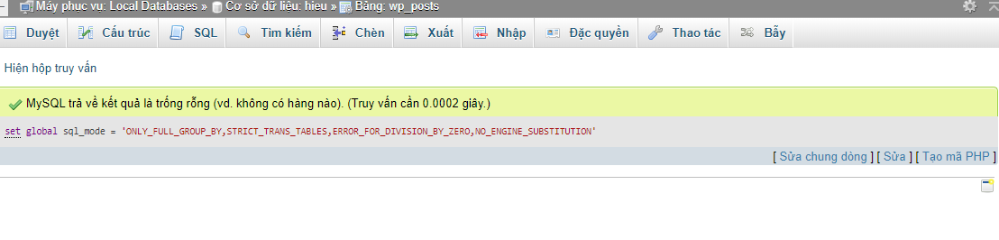 Máy phục vụ: Local Databases » Cơ sở dữ liệu: hieu » Bảng: wp_posts
Duyệt Cấu trúc SQL Tìm kiếm Chèn Xuất Nhập Đặc quyền Thao tác Bẫy
Hiện hộp truy vấn
MySQL trả về kết quả là trống rỗng (vd. không có hàng nào). (Truy vấn cần 0.0002 giây.)
set global sql_mode = 'ONLY_FULL_GROUP_BY,STRICT_TRANS_TABLES,ERROR_FOR_DIVISION_BY_ZERO,NO_ENGINE_SUBSTITUTION'
[ Sửa chung dòng ] [ Sửa ] [ Tạo mã PHP ]